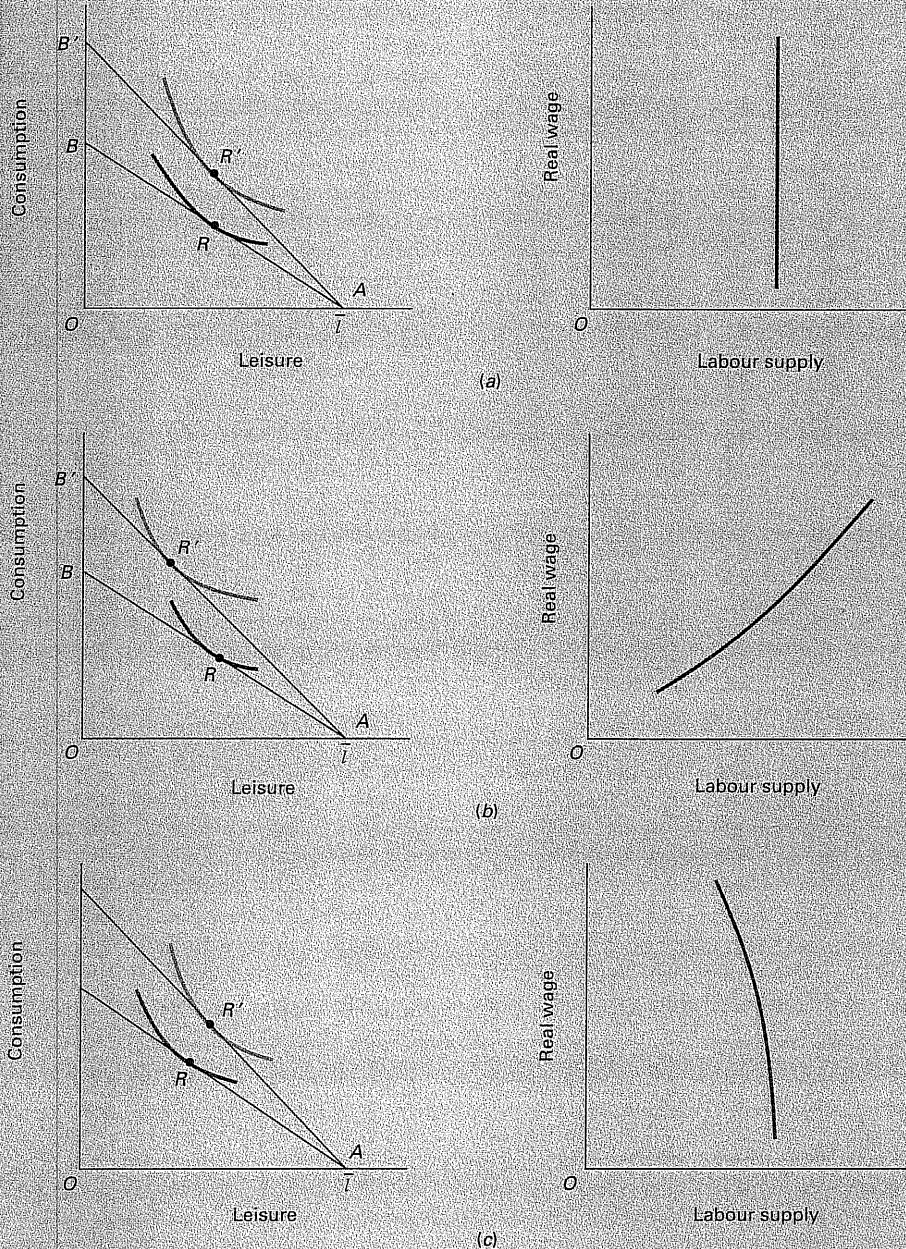 B′
Consumption
B
R′
R
A
O
l̅
Leisure
Real wage
O
Labour supply
(a)
B′
Consumption
B
R′
R
A
O
l̅
Leisure
Real wage
O
Labour supply
(b)
Consumption
R′
R
A
O
l̅
Leisure
Real wage
O
Labour supply
(c)